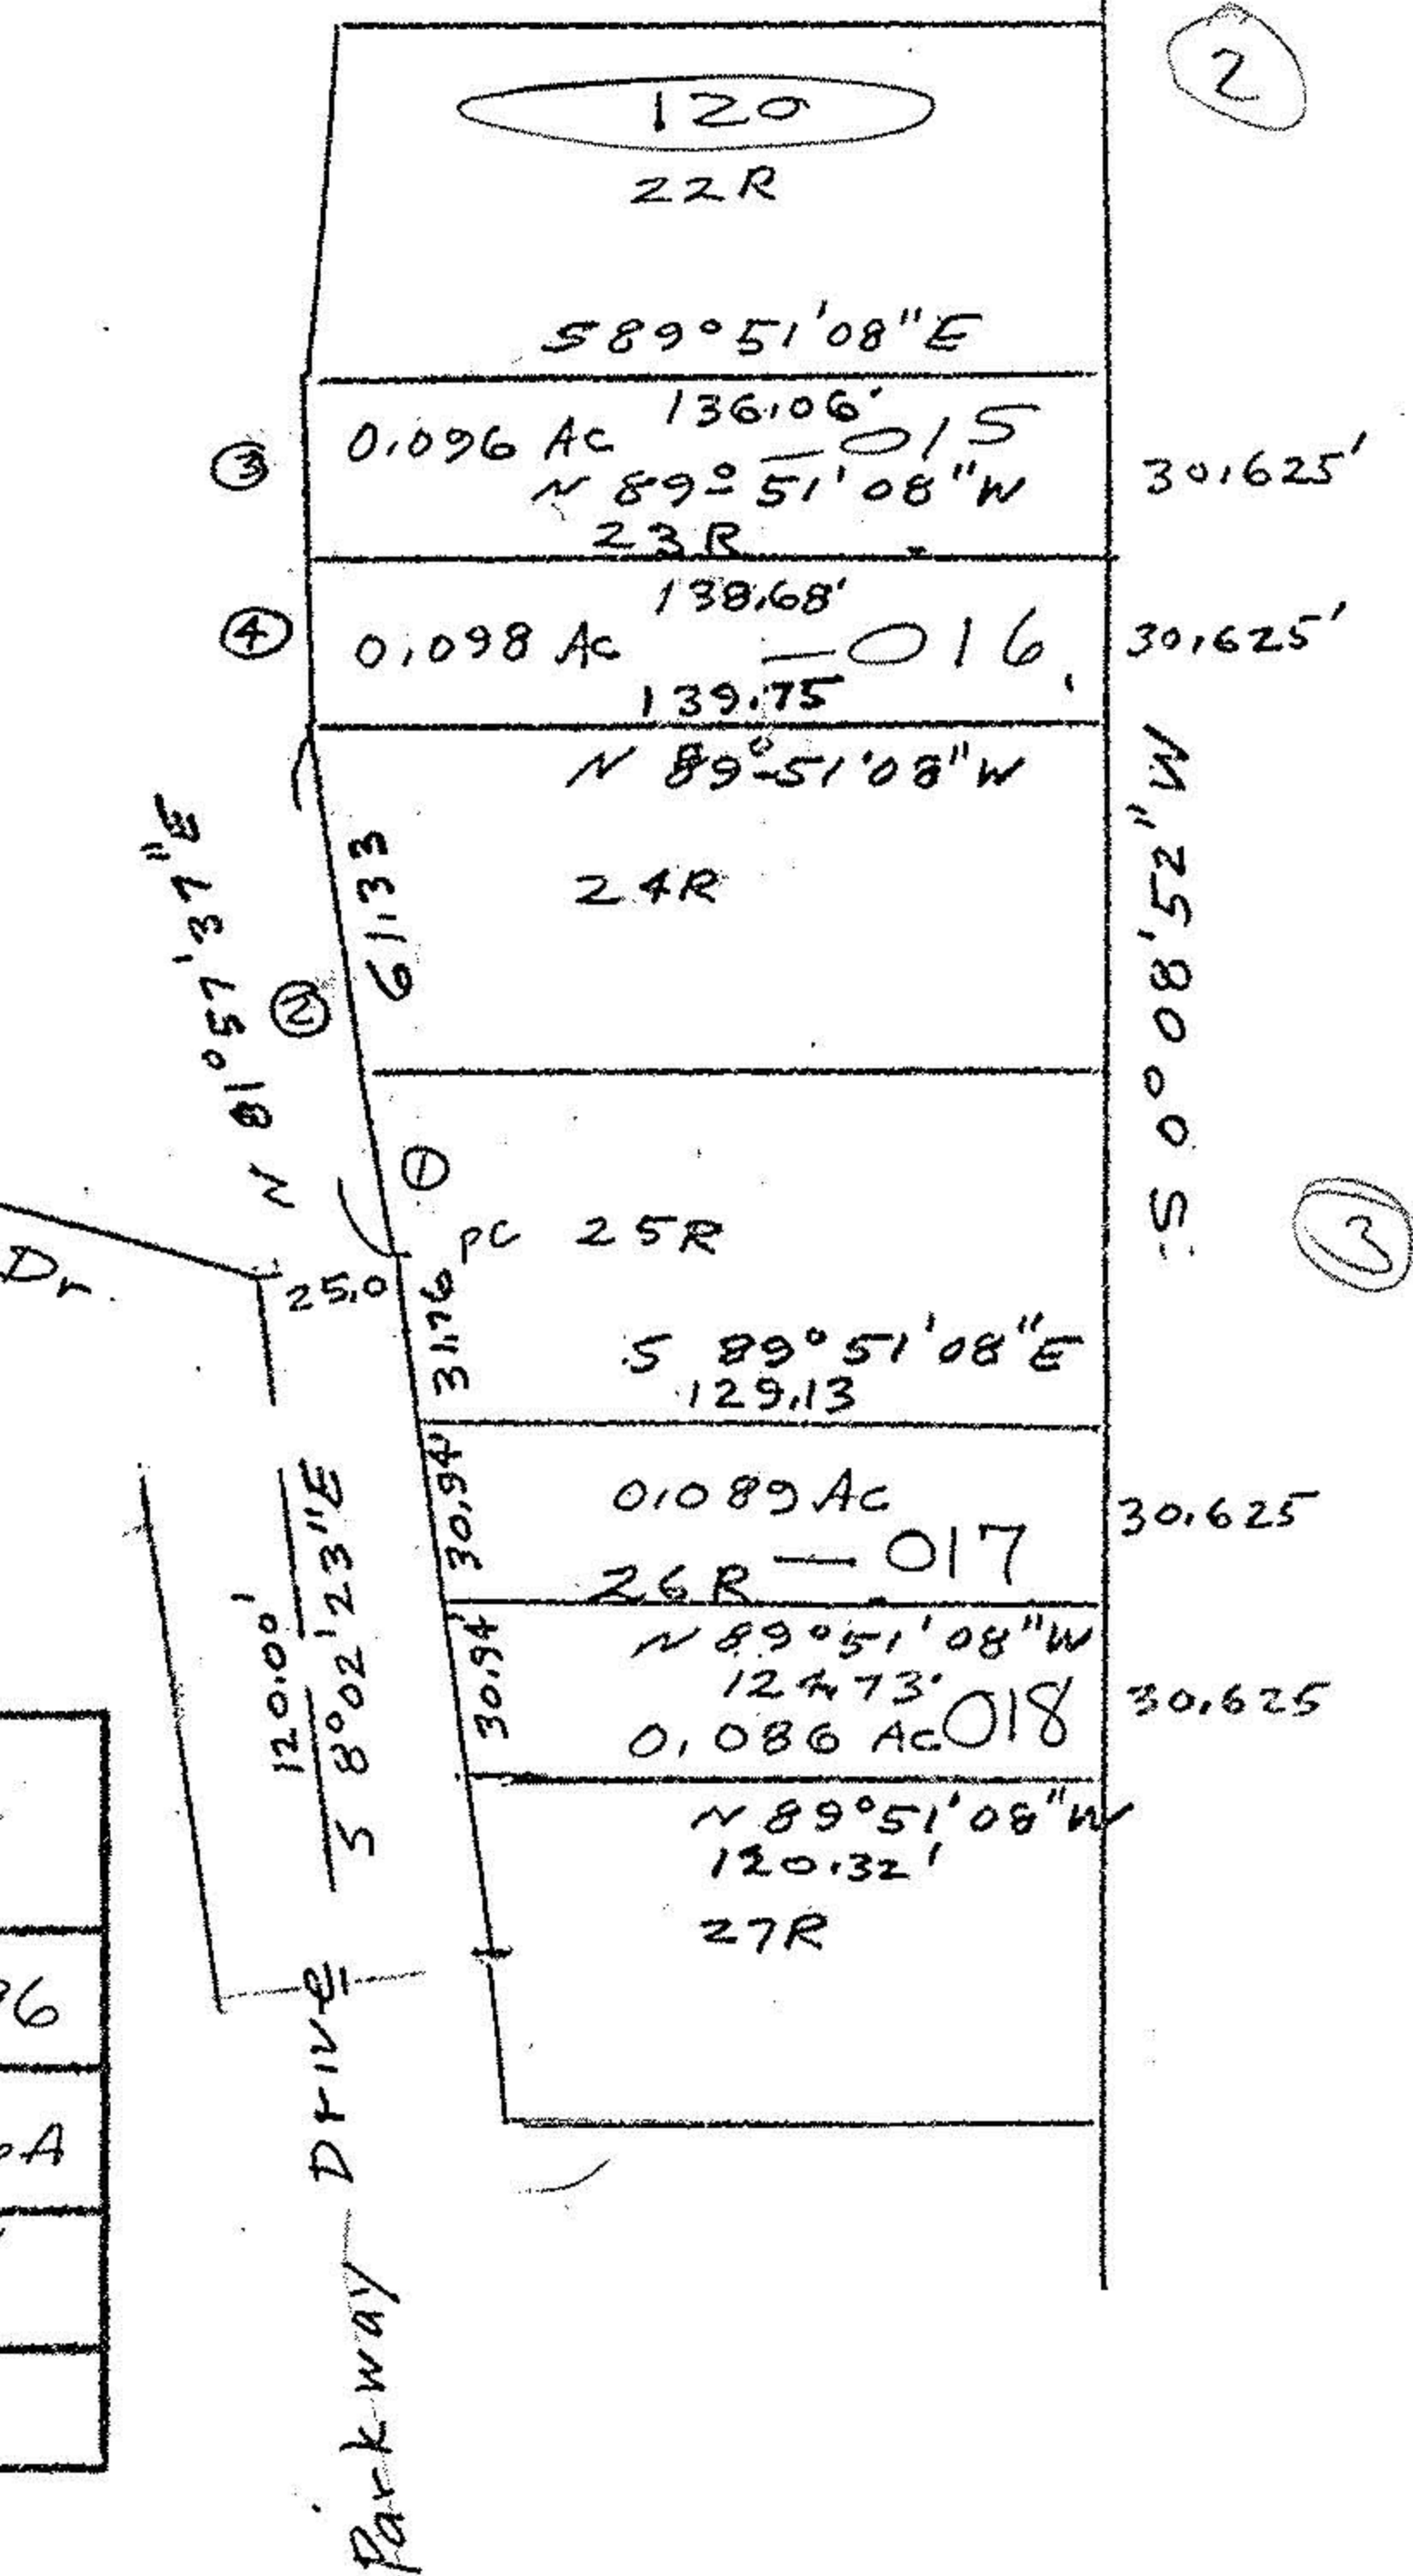 2
120
22R
S89°51'08"E
136.06'
0.096 Ac
—015
③
N 89° 51' 08" W
30.625'
23R
138.68'
④
0.098 Ac
—016
30.625'
139.75
N 89°51'08"W
S 0°08'52"W
N 81°57'37"E
②
61.33
24R
①
PC
25R
3
Dr.
25.0
31.76
S 89°51'08"E
129.13
30.94'
0.089 Ac
30.625
26R — 017
120.00'
S 8°02'23"E
30.94'
N 89°51'08"W
124.73'
0.086 Ac 018
30.625
N 89°51'08"W
120.32'
27R
Parkway Drive